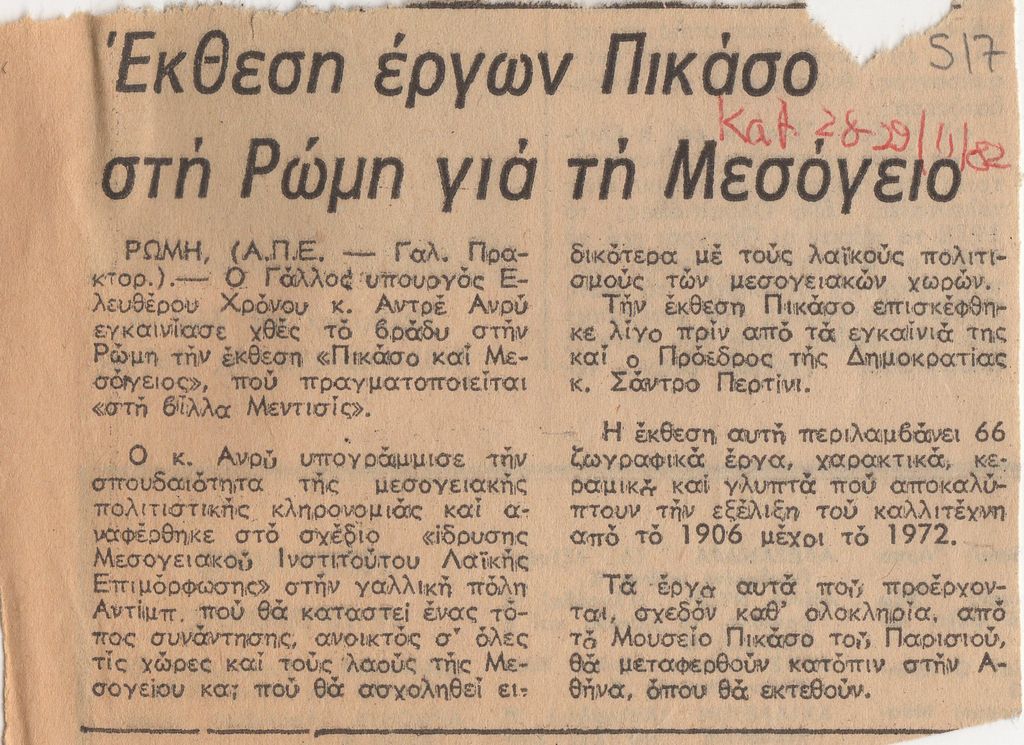 Έκθεση έργων Πικάσο
στή Ρώμη γιά τή Μεσόγειο
S17
Καθ 28-29/11/82
ΡΩΜΗ, (Α.Π.Ε. — Γαλ. Πρα-
κτορ.).— Ο Γάλλος υπουργός Ε-
λευθέρου Χρόνου κ. Αντρέ Ανρύ
εγκαινίασε χθές τό βράδυ στήν
Ρώμη τήν έκθεση «Πικάσο καί Με-
σόγειος», πού πραγματοποιείται
«στή βίλλα Μεντισίς».
Ο κ. Ανρύ υπογράμμισε τήν
σπουδαιότητα τής μεσογειακής
πολιτιστικής κληρονομιάς καί α-
ναφέρθηκε στό σχέδιο «ίδρυσης
Μεσογειακού Ινστιτούτου Λαϊκής
Επιμόρφωσης» στήν γαλλική πόλη
Αντίμπ, πού θά καταστεί ένας τό-
πος συνάντησης, ανοικτός σ' όλες
τίς χώρες καί τούς λαούς τής Με-
σογείου καί πού θά ασχοληθεί ει-
δικότερα μέ τούς λαϊκούς πολιτι-
σμούς τών μεσογειακών χωρών.
Τήν έκθεση Πικάσο επισκέφθη-
κε λίγο πρίν από τά εγκαίνιά της
καί ο Πρόεδρος τής Δημοκρατίας
κ. Σάντρο Περτίνι.
Η έκθεση αυτή περιλαμβάνει 66
ζωγραφικά έργα, χαρακτικά, κε-
ραμικά καί γλυπτά πού αποκαλύ-
πτουν τήν εξέλιξη τού καλλιτέχνη
από τό 1906 μέχρι τό 1972.
Τά έργα αυτά πού προέρχον-
ται, σχεδόν καθ' ολοκληρία, από
τό Μουσείο Πικάσο τού Παρισιού,
θά μεταφερθούν κατόπιν στήν Α-
θήνα, όπου θά εκτεθούν.